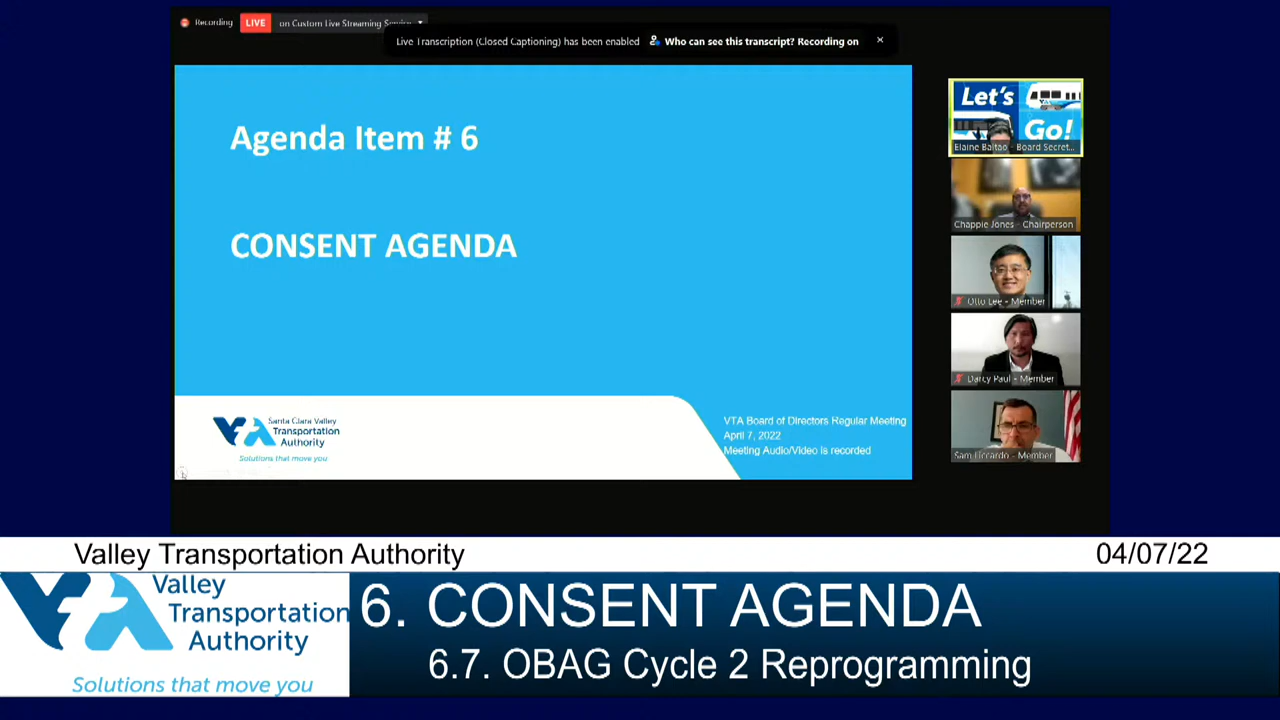 Recording
LIVE
on Custom Live Streaming Service
Live Transcription (Closed Captioning) has been enabled
Who can see this transcript? Recording on
Agenda Item # 6
CONSENT AGENDA
Santa Clara Valley
Transportation
Authority
Solutions that move you
VTA Board of Directors Regular Meeting
April 7, 2022
Meeting Audio/Video is recorded
Let's
Go!
Elaine Baltao - Board Secret...
Chappie Jones - Chairperson
Otto Lee - Member
Darcy Paul - Member
Sam Liccardo - Member
Valley Transportation Authority
04/07/22
VTA
Valley
Transportation
Authority
Solutions that move you
6. CONSENT AGENDA
6.7. OBAG Cycle 2 Reprogramming